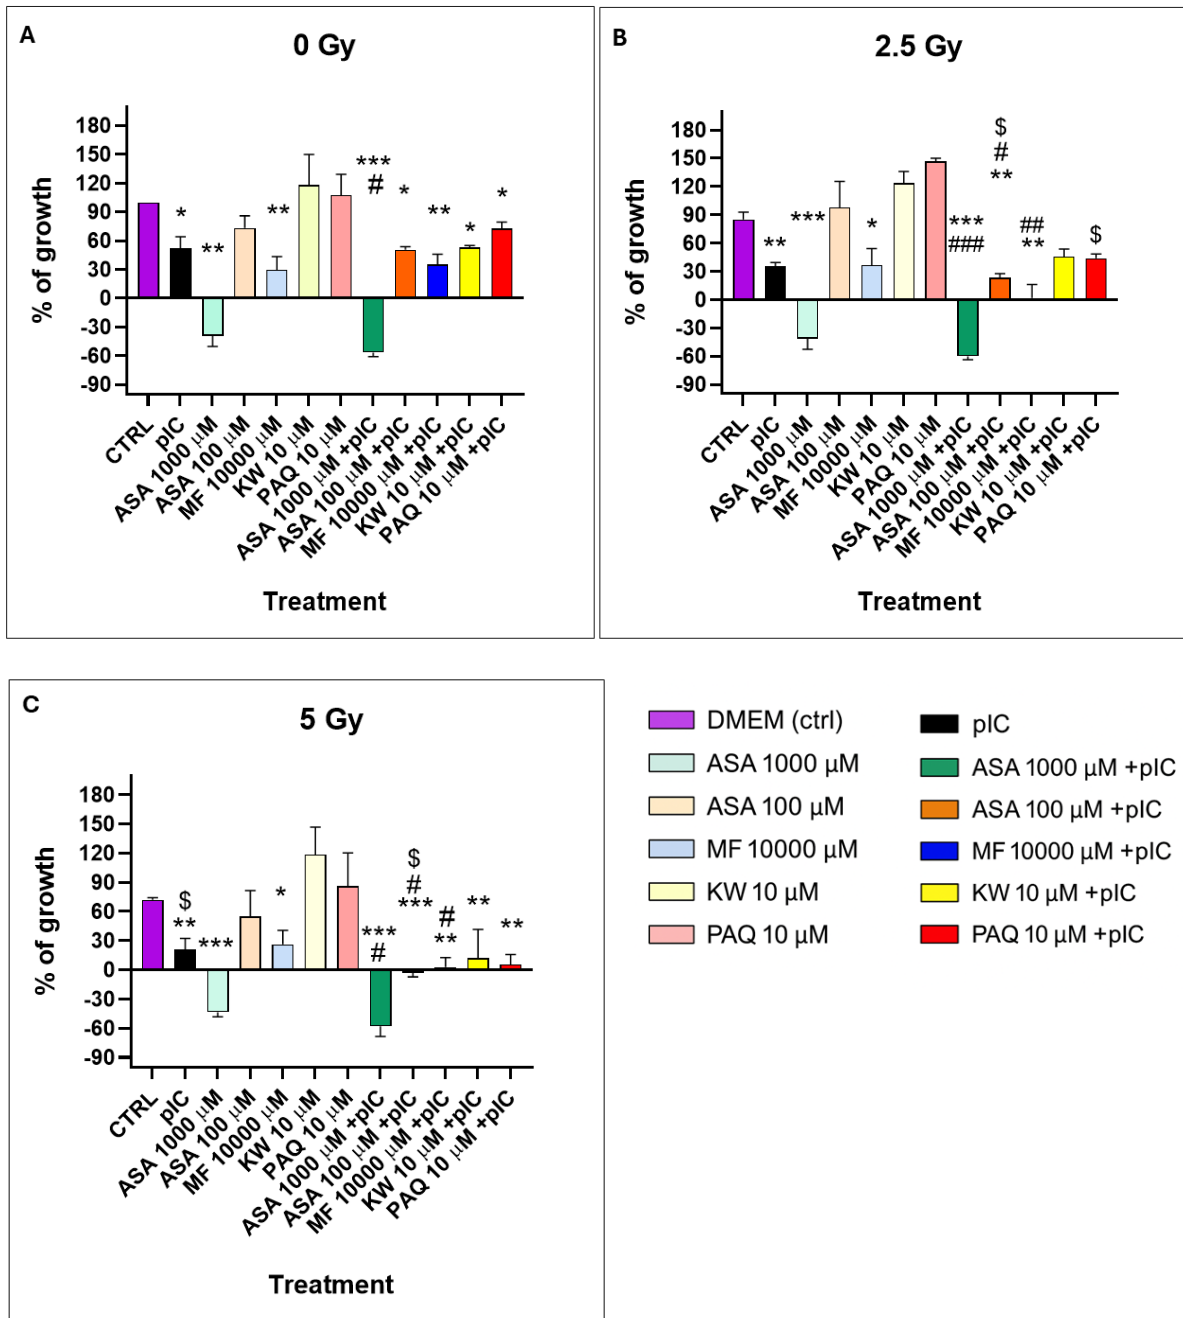 A
0 Gy
% of growth
180
150
120
90
60
30
0
-30
-60
-90
*
**
**
***
#
*
**
*
*
CTRL
pIC
ASA 1000 μM
ASA 100 μM
MF 10000 μM
KW 10 μM
PAQ 10 μM
ASA 1000 μM +pIC
ASA 100 μM +pIC
MF 10000 μM +pIC
KW 10 μM +pIC
PAQ 10 μM +pIC
Treatment
B
2.5 Gy
% of growth
180
150
120
90
60
30
0
-30
-60
-90
**
***
*
***
###
$
#
**
##
**
$
CTRL
pIC
ASA 1000 μM
ASA 100 μM
MF 10000 μM
KW 10 μM
PAQ 10 μM
ASA 1000 μM +pIC
ASA 100 μM +pIC
MF 10000 μM +pIC
KW 10 μM +pIC
PAQ 10 μM +pIC
Treatment
C
5 Gy
% of growth
180
150
120
90
60
30
0
-30
-60
-90
$
**
***
*
***
#
$
#
***
#
**
**
**
CTRL
pIC
ASA 1000 μM
ASA 100 μM
MF 10000 μM
KW 10 μM
PAQ 10 μM
ASA 1000 μM +pIC
ASA 100 μM +pIC
MF 10000 μM +pIC
KW 10 μM +pIC
PAQ 10 μM +pIC
Treatment
DMEM (ctrl)
ASA 1000 μM
ASA 100 μM
MF 10000 μM
KW 10 μM
PAQ 10 μM
pIC
ASA 1000 μM +pIC
ASA 100 μM +pIC
MF 10000 μM +pIC
KW 10 μM +pIC
PAQ 10 μM +pIC